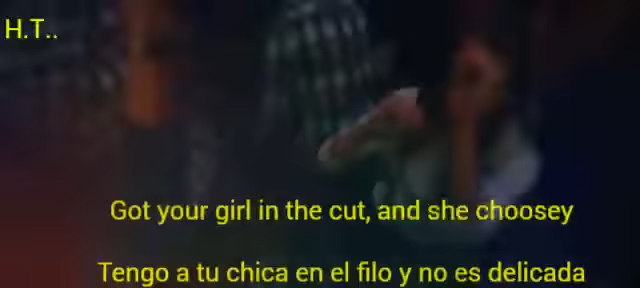 H.T..
Got your girl in the cut, and she choosey
Tengo a tu chica en el filo y no es delicada